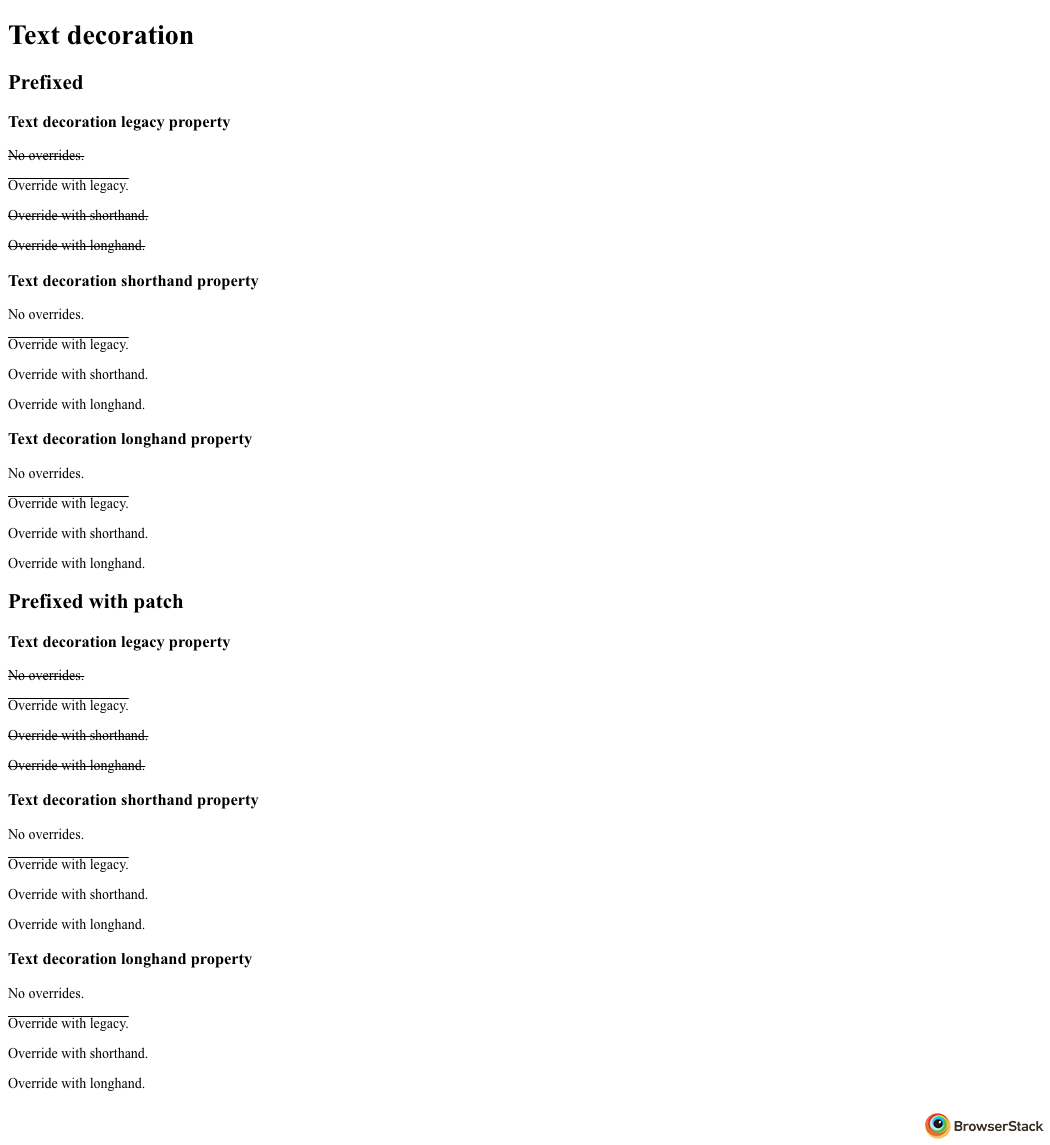 Text decoration
Prefixed
Text decoration legacy property
No overrides.
Override with legacy.
Override with shorthand.
Override with longhand.
Text decoration shorthand property
No overrides.
Override with legacy.
Override with shorthand.
Override with longhand.
Text decoration longhand property
No overrides.
Override with legacy.
Override with shorthand.
Override with longhand.
Prefixed with patch
Text decoration legacy property
No overrides.
Override with legacy.
Override with shorthand.
Override with longhand.
Text decoration shorthand property
No overrides.
Override with legacy.
Override with shorthand.
Override with longhand.
Text decoration longhand property
No overrides.
Override with legacy.
Override with shorthand.
Override with longhand.
BrowserStack